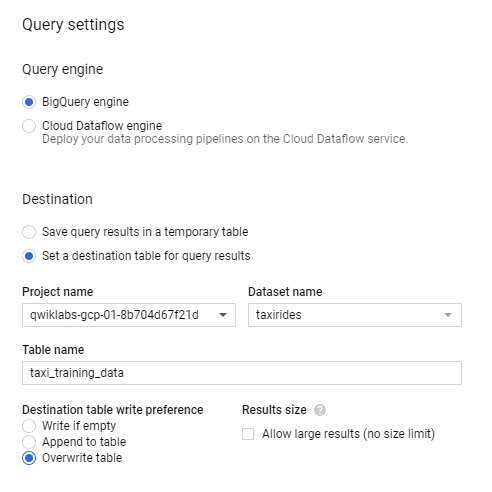 Query settings
Query engine
BigQuery engine
Cloud Dataflow engine
Deploy your data processing pipelines on the Cloud Dataflow service.
Destination
Save query results in a temporary table
Set a destination table for query results
Project name Dataset name
qwiklabs-gcp-01-8b704d67f21d taxirides
Table name
taxi_training_data
Destination table write preference Results size ?
Write if empty
Allow large results (no size limit)
Append to table
Overwrite table